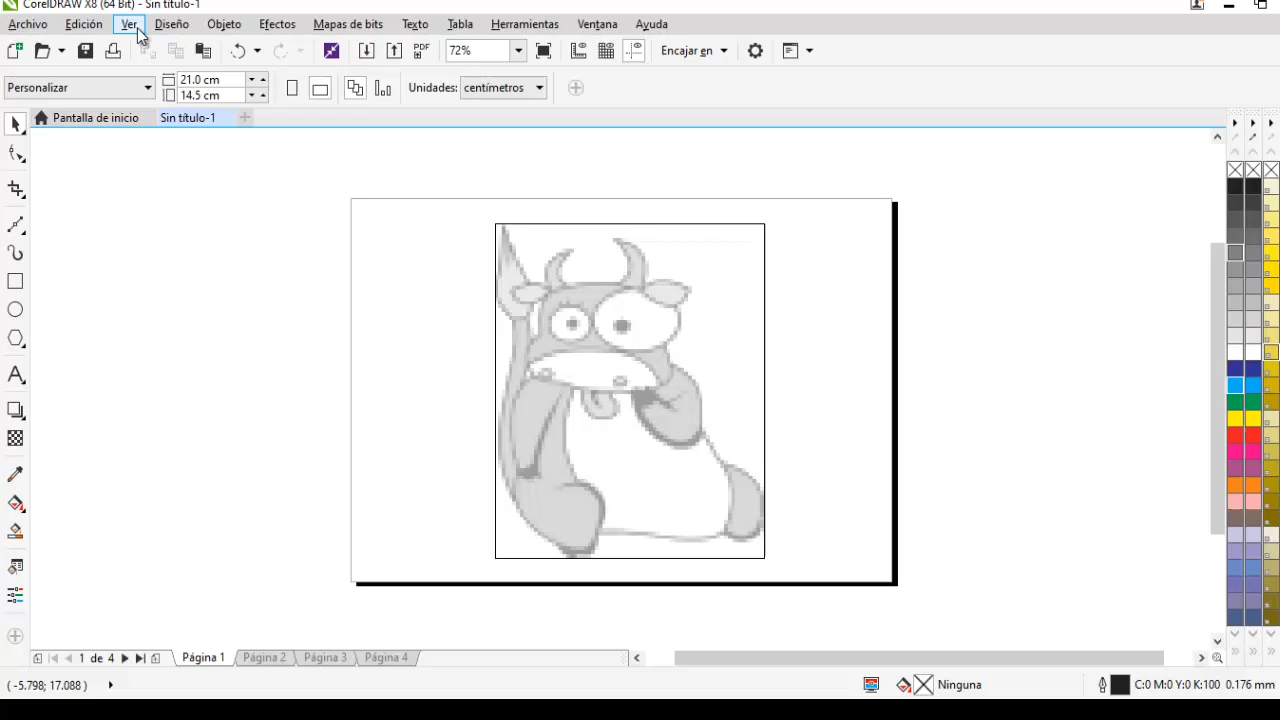 CorelDRAW X8 (64 Bit) - Sin título-1
Archivo Edición Ver Diseño Objeto Efectos Mapas de bits Texto Tabla Herramientas Ventana Ayuda
PDF 72% Encajar en
Personalizar 21.0 cm Unidades: centímetros
14.5 cm
Pantalla de inicio Sin título-1
1 de 4 Página 1 Página 2 Página 3 Página 4
( -5.798; 17.088 ) Ninguna C:0 M:0 Y:0 K:100 0.176 mm